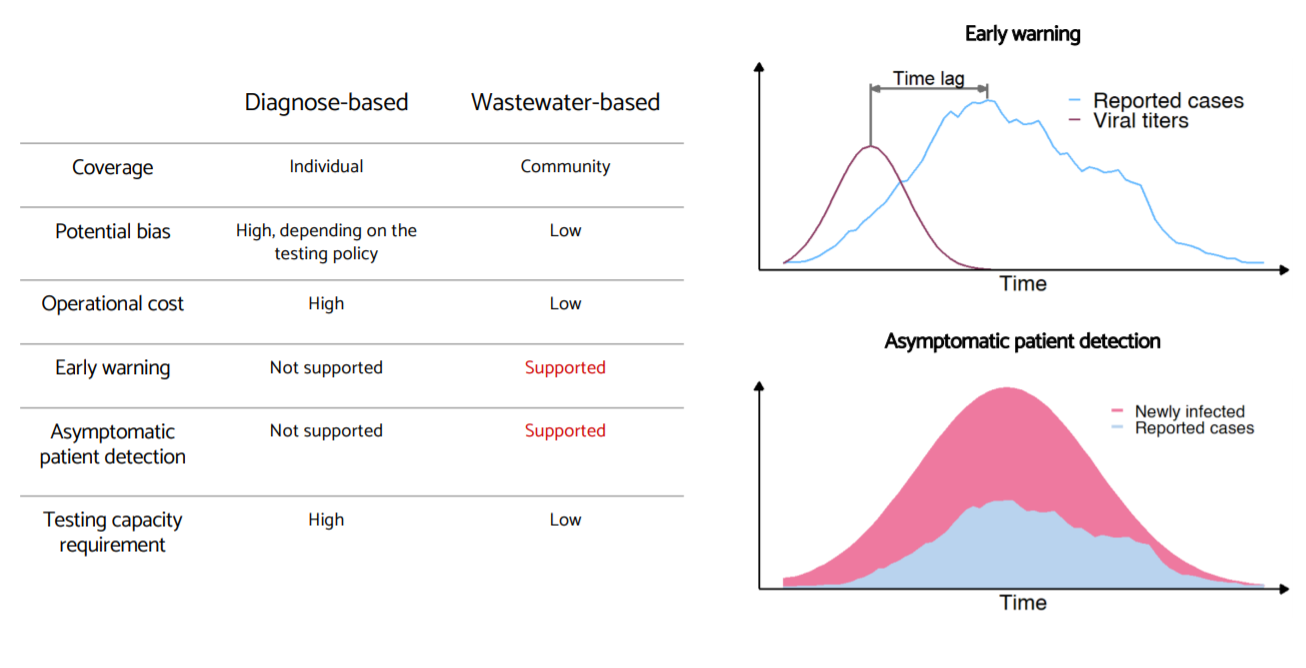 Diagnose-based Wastewater-based
Coverage Individual Community
Potential bias High, depending on the Low
testing policy
Operational cost High Low
Early warning Not supported Supported
Asymptomatic Not supported Supported
patient detection
Testing capacity High Low
requirement
Early warning
Time lag
Reported cases
Viral titers
Time
Asymptomatic patient detection
Newly infected
Reported cases
Time